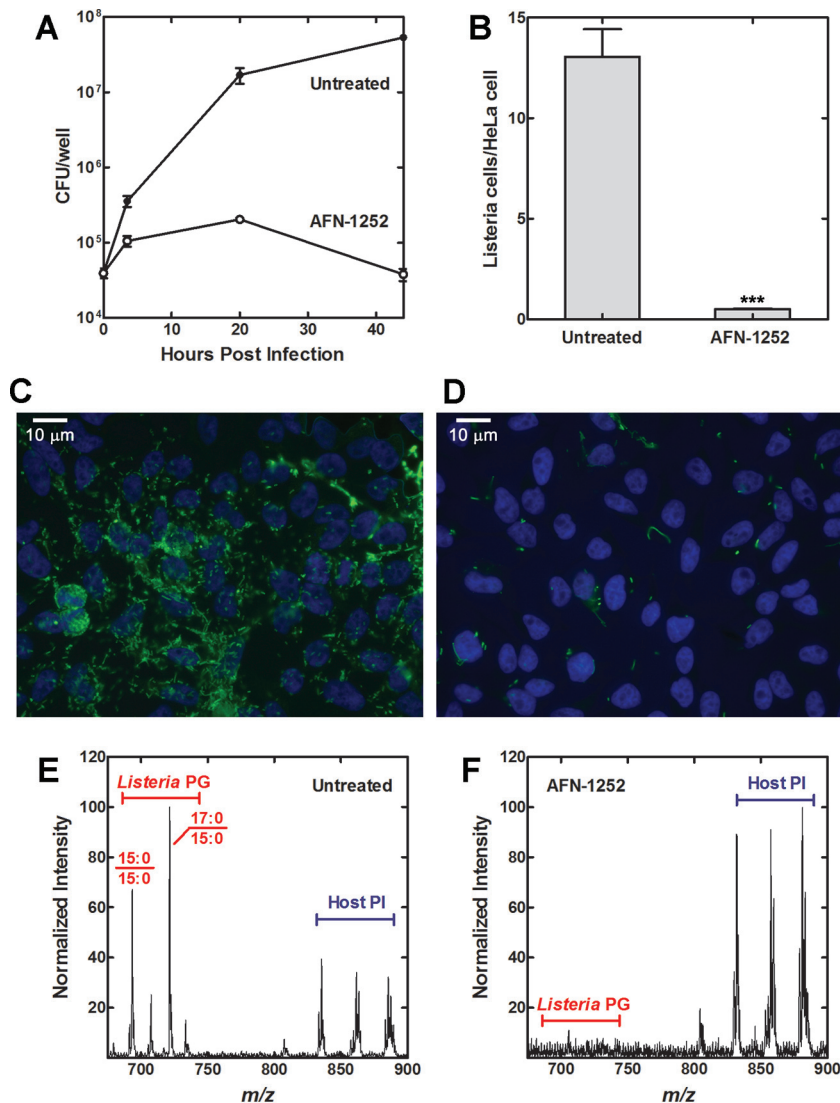 A
10⁸
10⁷
10⁶
10⁵
10⁴
CFU/well
Untreated
AFN-1252
0 10 20 30 40
Hours Post Infection
B
15
10
5
0
Listeria cells/HeLa cell
***
Untreated AFN-1252
C
10 μm
D
10 μm
E
120
100
80
60
40
20
Normalized Intensity
Listeria PG
Untreated
17:0
15:0
15:0
15:0
Host PI
700 750 800 850 900
m/z
F
120
100
80
60
40
20
Normalized Intensity
AFN-1252
Host PI
Listeria PG
700 750 800 850 900
m/z